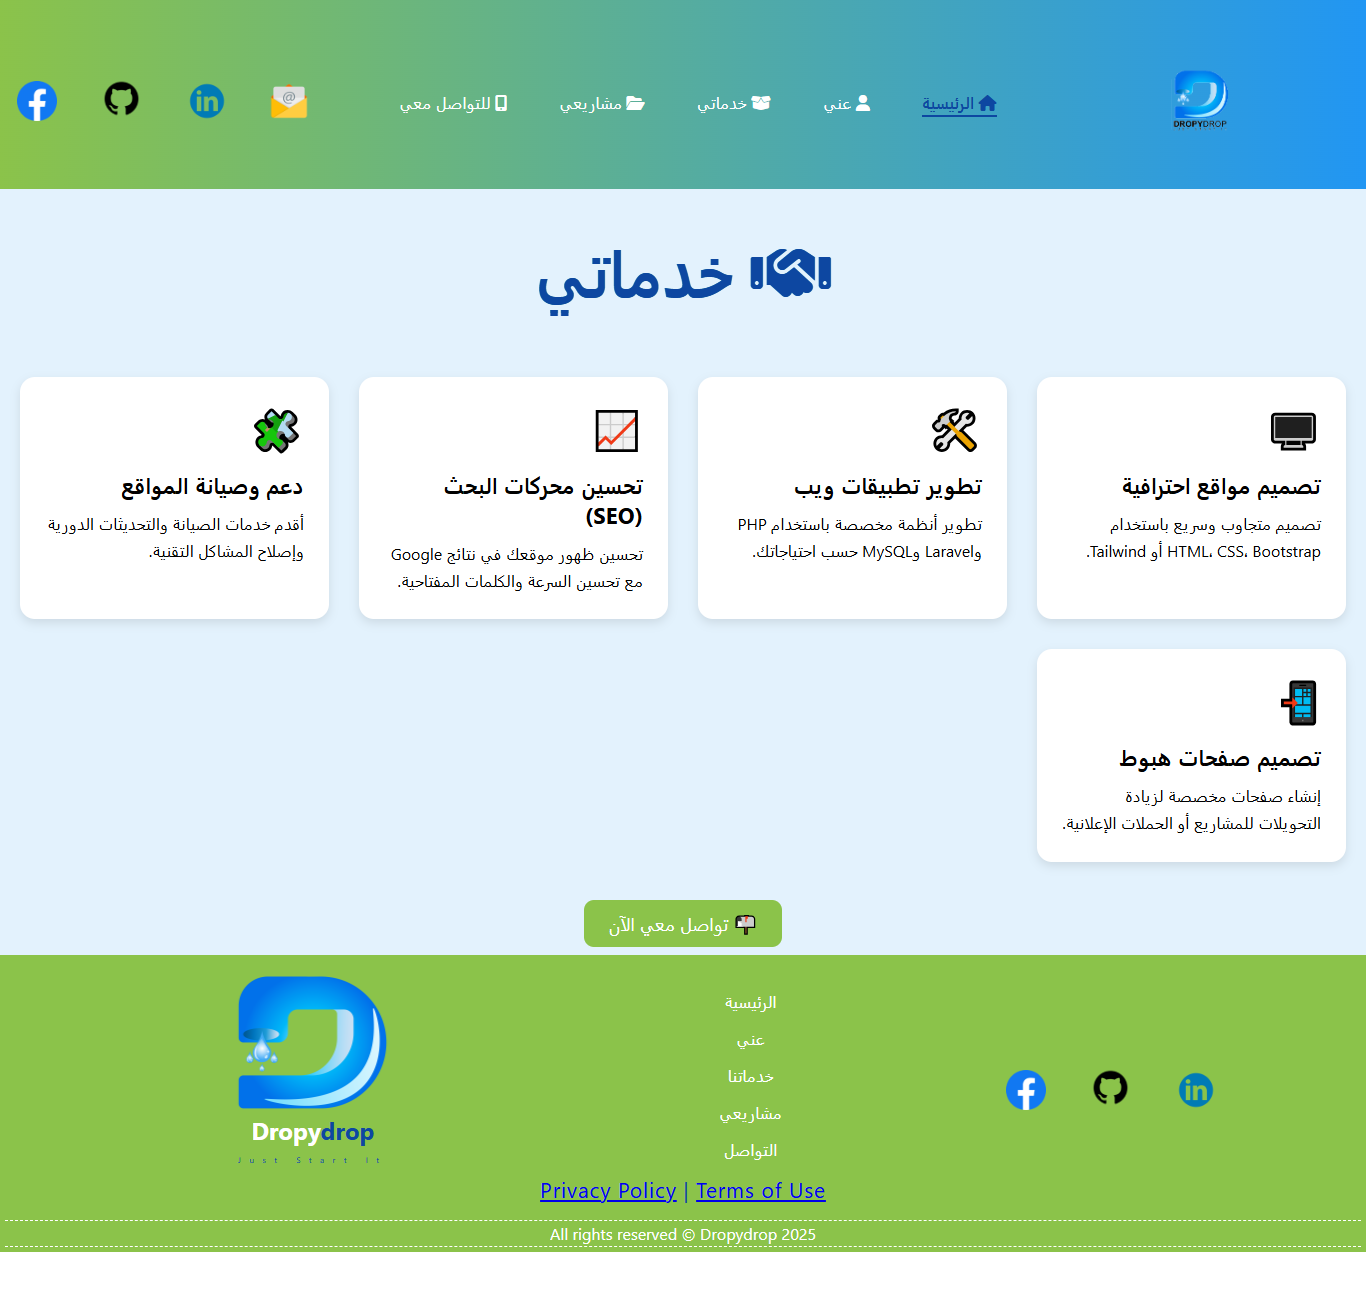 DROPYDROP
الرئيسية
عني
خدماتي
مشاريعي
للتواصل معي
خدماتي
تصميم مواقع احترافية
تصميم متجاوب وسريع باستخدام
HTML، CSS، Bootstrap أو Tailwind.
تطوير تطبيقات ويب
تطوير أنظمة مخصصة باستخدام PHP
وLaravel وMySQL حسب احتياجاتك.
تحسين محركات البحث
(SEO)
تحسين ظهور موقعك في نتائج Google
مع تحسين السرعة والكلمات المفتاحية.
دعم وصيانة المواقع
أقدم خدمات الصيانة والتحديثات الدورية
وإصلاح المشاكل التقنية.
تصميم صفحات هبوط
إنشاء صفحات مخصصة لزيادة
التحويلات للمشاريع أو الحملات الإعلانية.
تواصل معي الآن
الرئيسية
عني
خدماتنا
مشاريعي
التواصل
Dropydrop
Just Start It
Privacy Policy | Terms of Use
All rights reserved © Dropydrop 2025